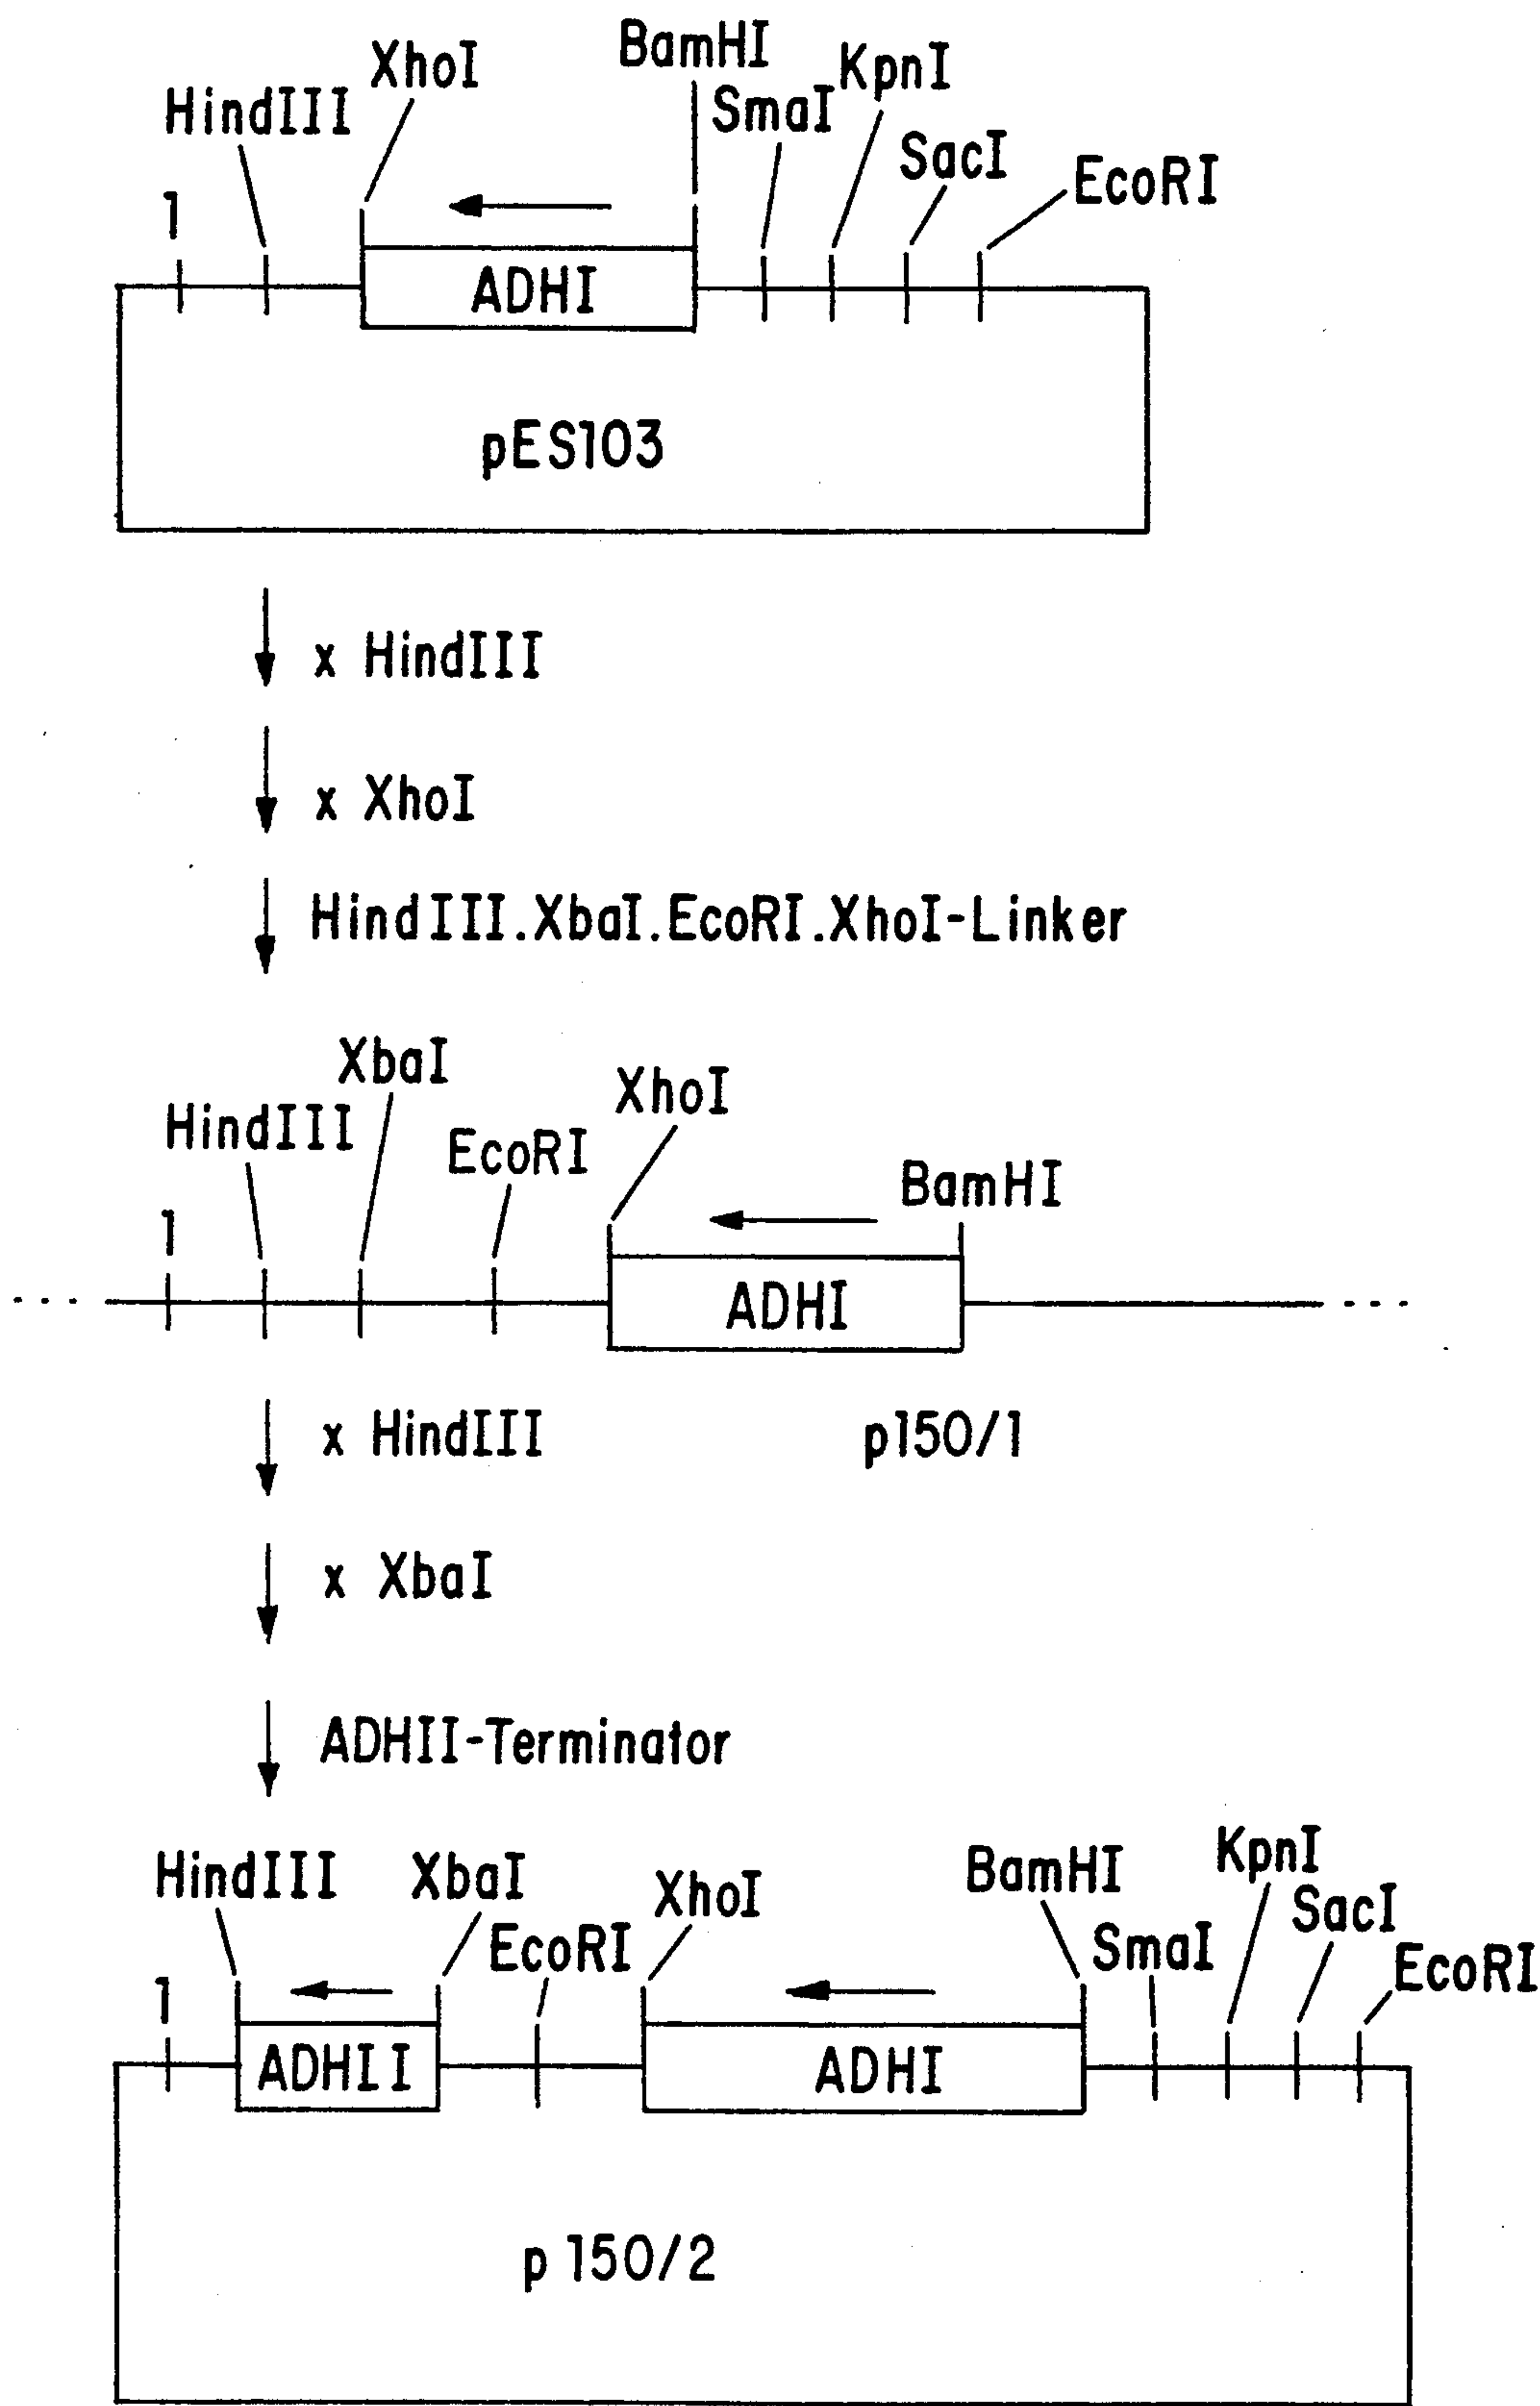 BamHI
XhoI
KpnI
HindIII
SmaI
SacI
EcoRI
1
ADHI
pES103
x HindIII
x XhoI
HindIII.XbaI.EcoRI.XhoI-Linker
XbaI
XhoI
HindIII
EcoRI
BamHI
1
ADHI
x HindIII
p150/1
x XbaI
ADHII-Terminator
HindIII
XbaI
XhoI
BamHI
KpnI
EcoRI
SmaI
SacI
EcoRI
1
ADHII
ADHI
p 150/2